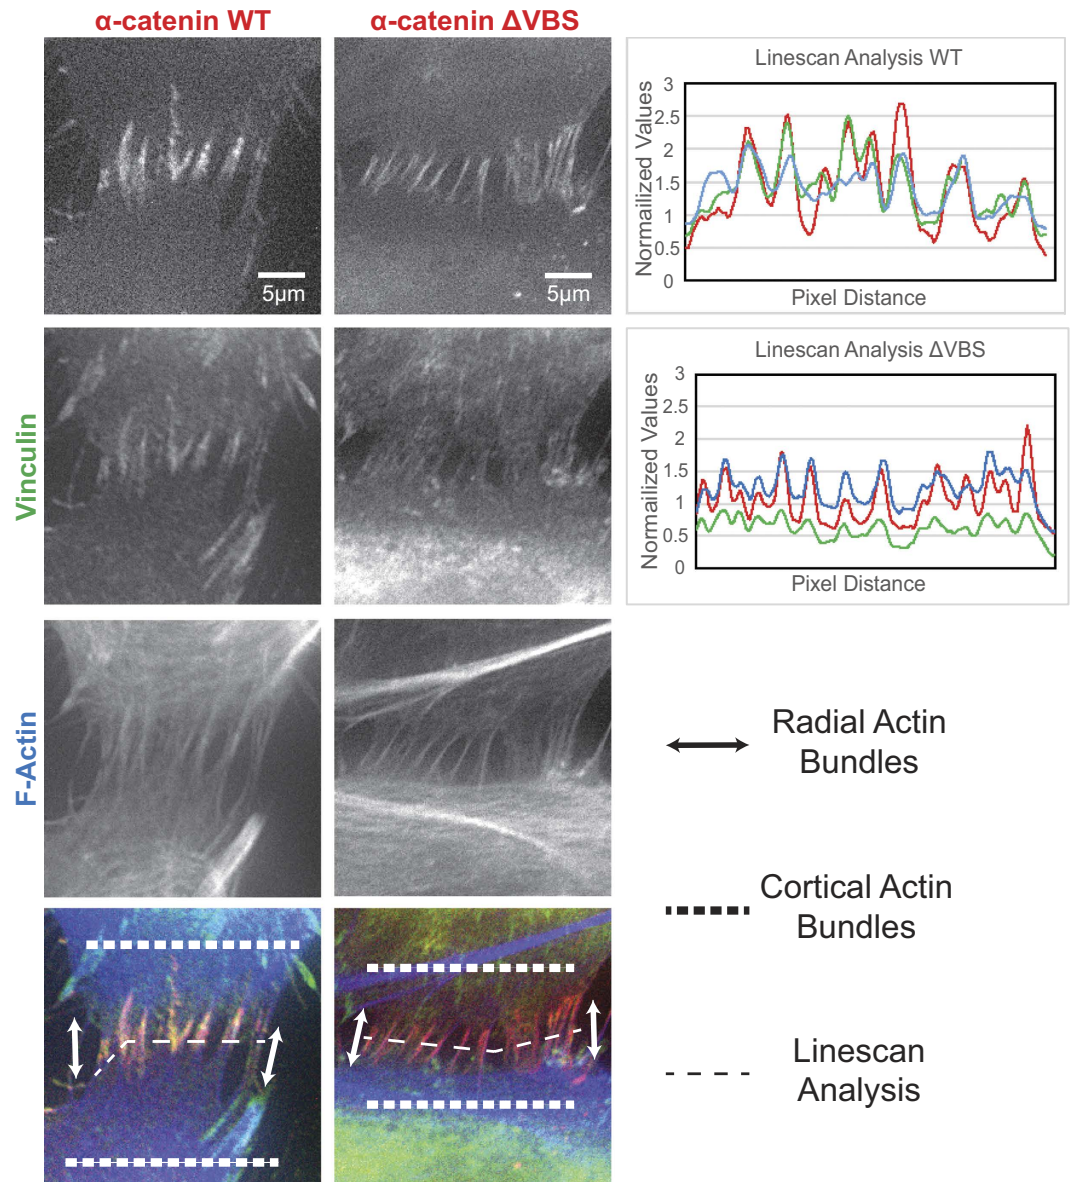 α-catenin WT
α-catenin ΔVBS
5μm
5μm
Linescan Analysis WT
Normailized Values
3
2.5
2
1.5
1
0.5
0
Pixel Distance
Vinculin
Linescan Analysis ΔVBS
Normailized Values
3
2.5
2
1.5
1
0.5
0
Pixel Distance
F-Actin
Radial Actin
Bundles
Cortical Actin
Bundles
Linescan
Analysis